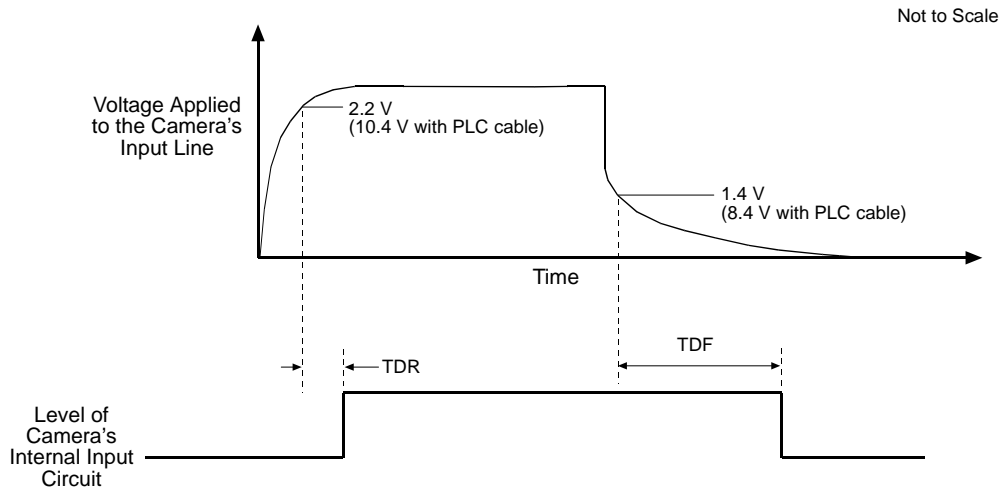 Not to Scale
Voltage Applied
to the Camera's
Input Line
2.2 V
(10.4 V with PLC cable)
1.4 V
(8.4 V with PLC cable)
Time
TDR
TDF
Level of
Camera's
Internal Input
Circuit